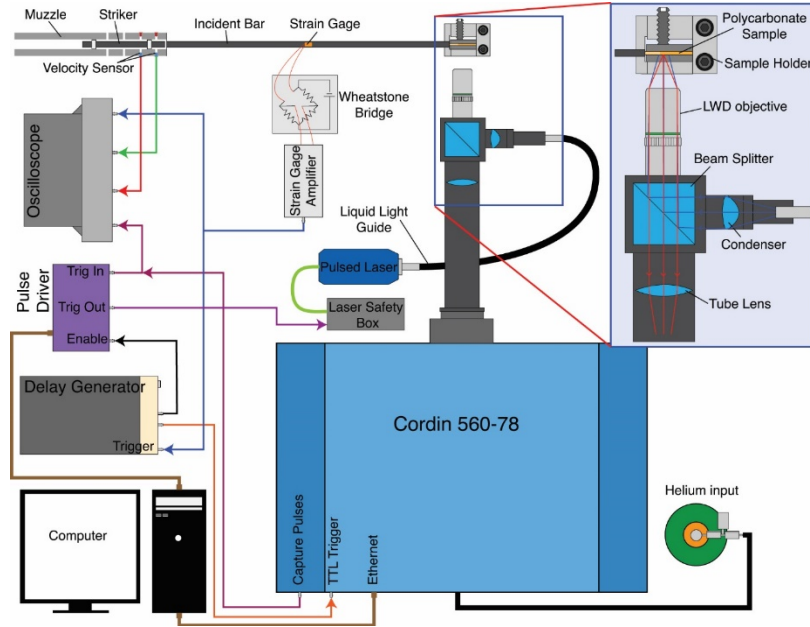 Muzzle
Striker
Incident Bar
Strain Gage
Velocity Sensor
Wheatstone
Bridge
Oscilloscope
Strain Gage
Amplifier
Liquid Light
Guide
Pulsed Laser
Laser Safety
Box
Pulse
Driver
Trig In
Trig Out
Enable
Delay Generator
Trigger
Computer
Cordin 560-78
Capture Pulses
TTL Trigger
Ethernet
Helium input
Polycarbonate
Sample
Sample Holder
LWD objective
Beam Splitter
Condenser
Tube Lens